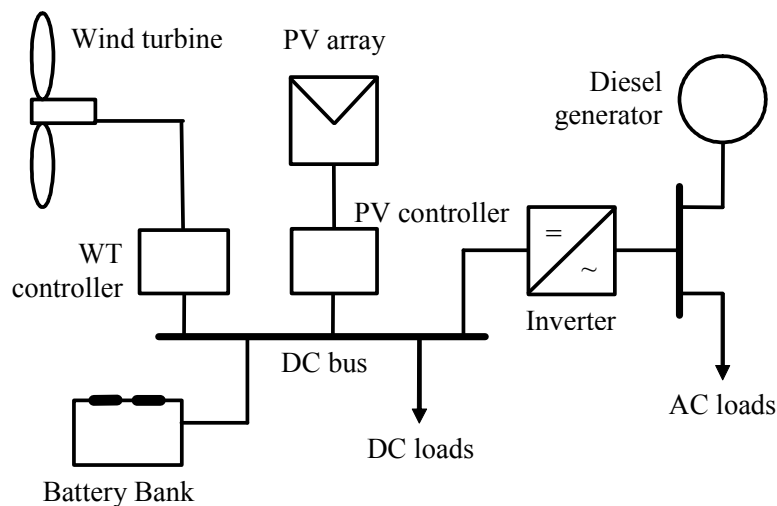 Wind turbine
PV array
Diesel
generator
PV controller
WT
controller
=
~
Inverter
DC bus
AC loads
DC loads
Battery Bank